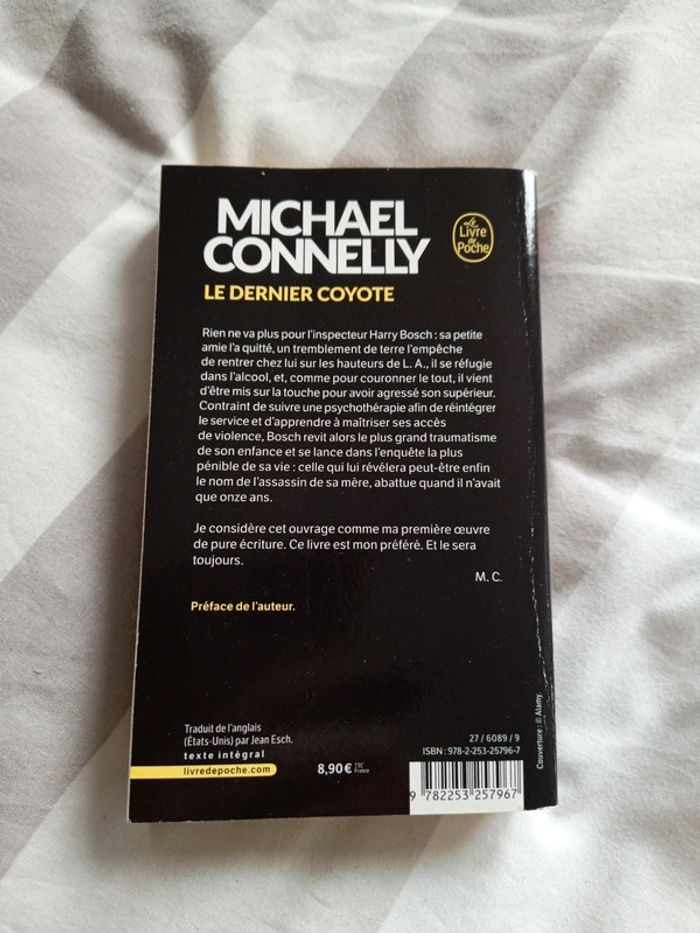 MICHAEL
CONNELLY
Le
Livre
de
Poche
LE DERNIER COYOTE
Rien ne va plus pour l'inspecteur Harry Bosch : sa petite
amie l'a quitté, un tremblement de terre l'empêche
de rentrer chez lui sur les hauteurs de L. A., il se réfugie
dans l'alcool, et, comme pour couronner le tout, il vient
d'être mis sur la touche pour avoir agressé son supérieur.
Contraint de suivre une psychothérapie afin de réintégrer
le service et d'apprendre à maîtriser ses accès
de violence, Bosch revit alors le plus grand traumatisme
de son enfance et se lance dans l'enquête la plus
pénible de sa vie : celle qui lui révélera peut-être enfin
le nom de l'assassin de sa mère, abattue quand il n'avait
que onze ans.
Je considère cet ouvrage comme ma première œuvre
de pure écriture. Ce livre est mon préféré. Et le sera
toujours.
M. C.
Préface de l'auteur.
Traduit de l'anglais
(États-Unis) par Jean Esch.
texte intégral
livredepoche.com
8,90 € TTC
France
27 / 6089 / 9
ISBN : 978-2-253-25796-7
9 782253 257967
Couverture : © Alamy.